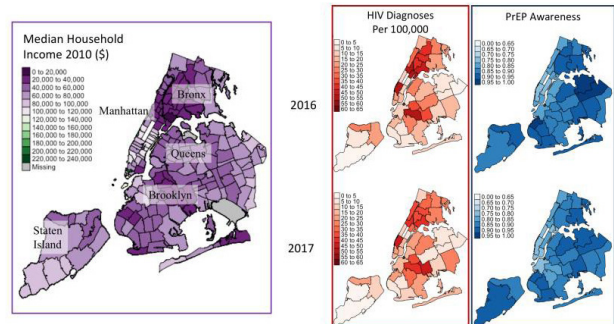 Median Household
Income 2010 ($)
0 to 20,000
20,000 to 40,000
40,000 to 60,000
60,000 to 80,000
80,000 to 100,000
100,000 to 120,000
120,000 to 140,000
140,000 to 160,000
160,000 to 180,000
180,000 to 200,000
200,000 to 220,000
220,000 to 240,000
Missing
Manhattan
Bronx
Queens
Brooklyn
Staten
Island
HIV Diagnoses
Per 100,000
PrEP Awareness
2016
0 to 5
5 to 10
10 to 15
15 to 20
20 to 25
25 to 30
30 to 35
35 to 40
40 to 45
45 to 50
50 to 55
55 to 60
60 to 65
0.00 to 0.65
0.65 to 0.70
0.70 to 0.75
0.75 to 0.80
0.80 to 0.85
0.85 to 0.90
0.90 to 0.95
0.95 to 1.00
2017
0 to 5
5 to 10
10 to 15
15 to 20
20 to 25
25 to 30
30 to 35
35 to 40
40 to 45
45 to 50
50 to 55
55 to 60
60 to 65
0.00 to 0.65
0.65 to 0.70
0.70 to 0.75
0.75 to 0.80
0.80 to 0.85
0.85 to 0.90
0.90 to 0.95
0.95 to 1.00